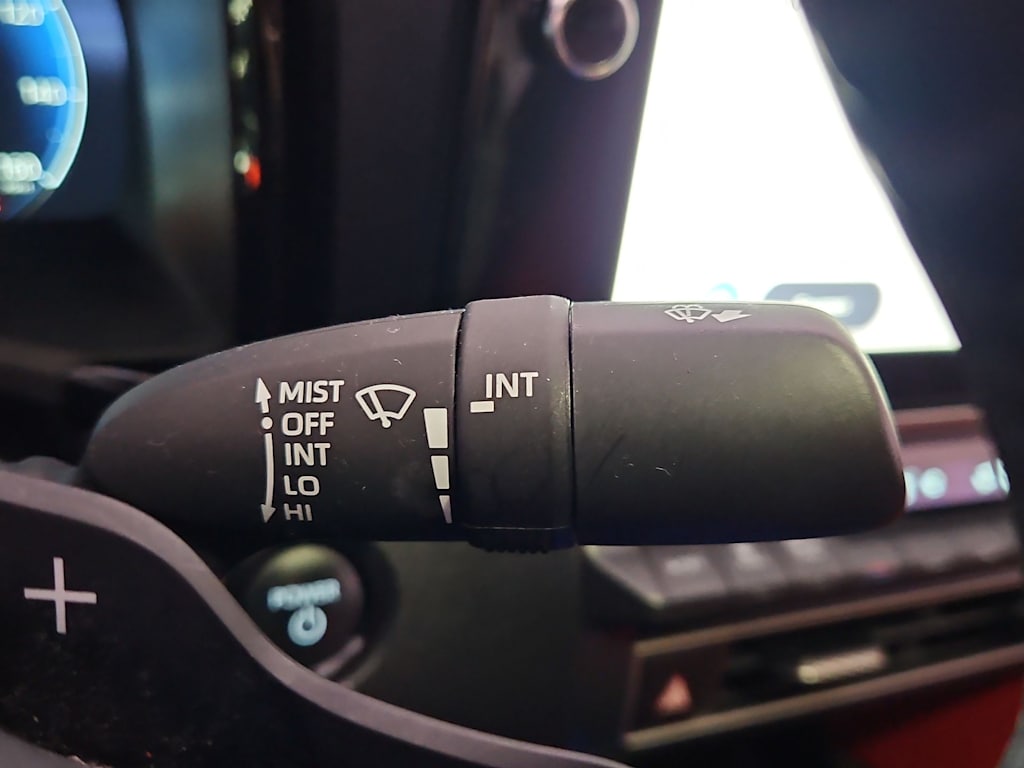 MIST
OFF
INT
LO
HI
INT
POWER